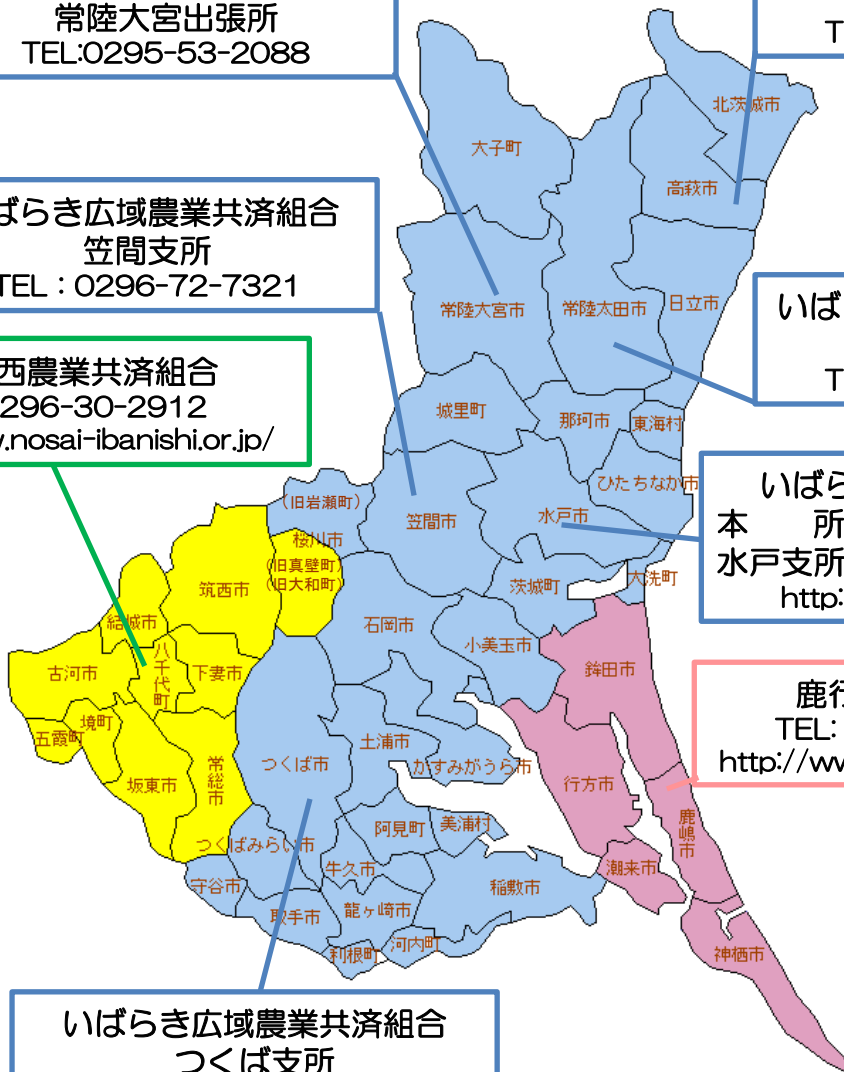 常陸大宮出張所
TEL:0295-53-2088
T
北茨城市
大子町
高萩市
ばらき広域農業共済組合
笠間支所
TEL：0296-72-7321
常陸大宮市
常陸太田市
日立市
いば
T
西農業共済組合
296-30-2912
w.nosai-ibanishi.or.jp/
城里町
那珂市
東海村
ひたちなか市
(旧岩瀬町)
笠間市
水戸市
いばら
本　所
水戸支所
http:
桜川市
(旧真壁町)
(旧大和町)
筑西市
茨城町
大洗町
結城市
石岡市
小美玉市
八千代町
古河市
下妻市
鉾田市
鹿行
TEL:
http://ww
境町
五霞町
土浦市
かすみがうら市
つくば市
常総市
坂東市
行方市
鹿嶋市
阿見町
美浦村
つくばみらい市
牛久市
潮来市
守谷市
稲敷市
取手市
龍ヶ崎市
河内町
利根町
神栖市
いばらき広域農業共済組合
つくば支所